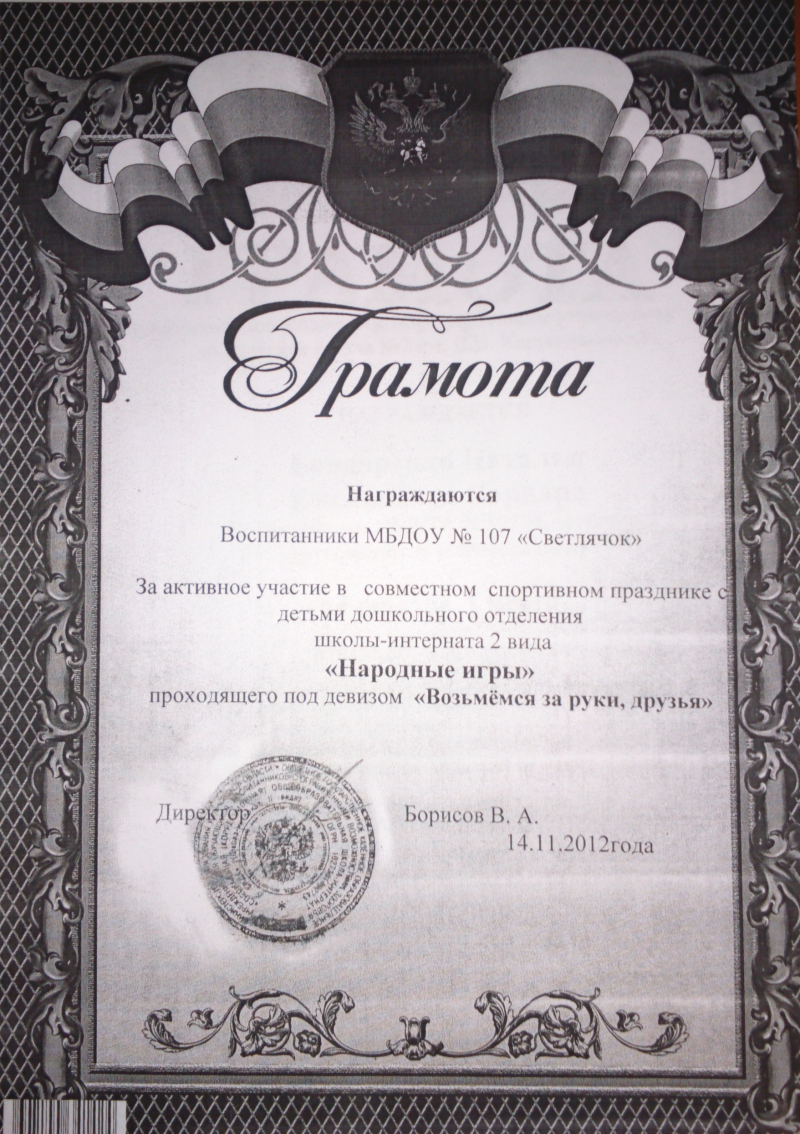 Грамота
Награждаются
Воспитанники МБДОУ № 107 «Светлячок»
За активное участие в совместном спортивном празднике с
детьми дошкольного отделения
школы-интерната 2 вида
«Народные игры»
проходящего под девизом «Возьмёмся за руки, друзья»
Директор Борисов В. А.
14.11.2012года